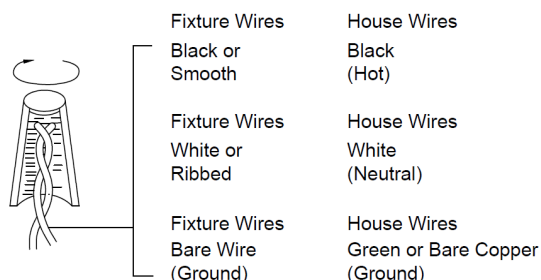 Fixture Wires House Wires
Black or Black
Smooth (Hot)
Fixture Wires House Wires
White or White
Ribbed (Neutral)
Fixture Wires House Wires
Bare Wire Green or Bare Copper
(Ground) (Ground)